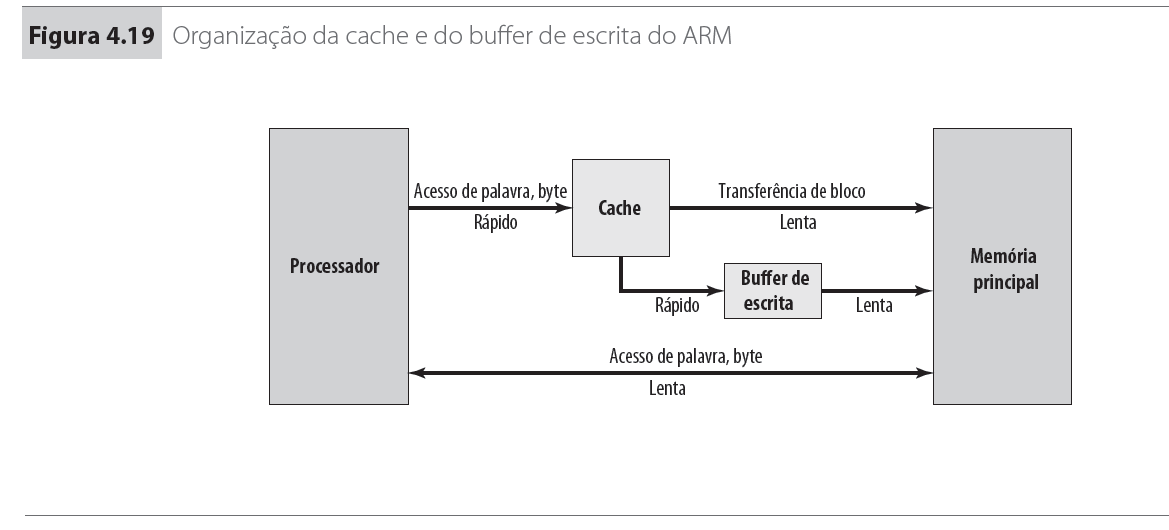 Figura 4.19 Organização da cache e do buffer de escrita do ARM
Acesso de palavra, byte
Rápido
Cache
Transferência de bloco
Lenta
Processador
Memória
principal
Buffer de
escrita
Rápido
Lenta
Acesso de palavra, byte
Lenta